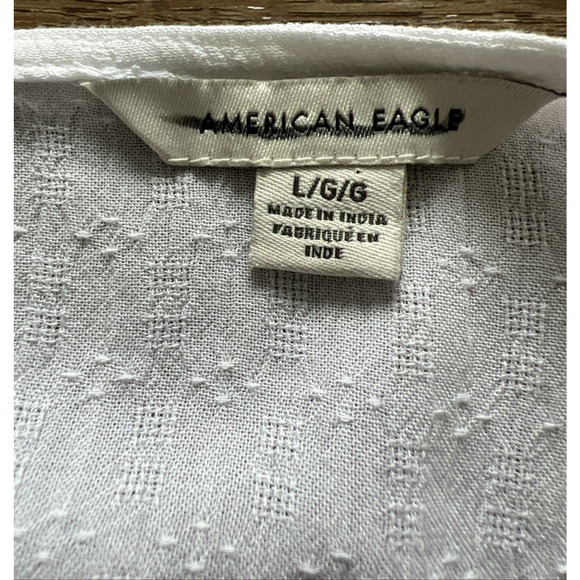 AMERICAN EAGLE
L/G/G
MADE IN INDIA
FABRIQUÉ EN
INDE